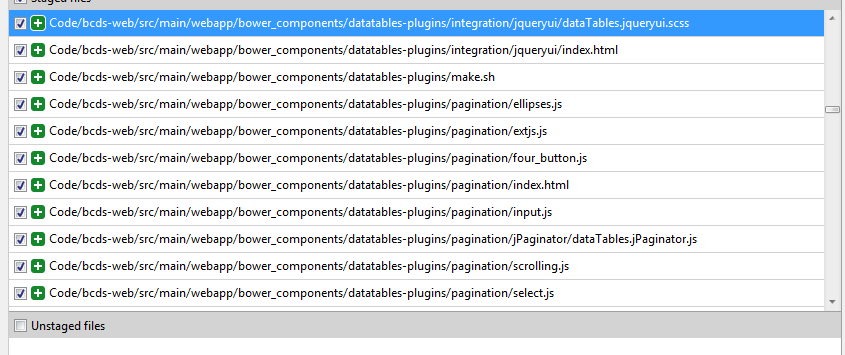 Staged files
Code/bcds-web/src/main/webapp/bower_components/datatables-plugins/integration/jqueryui/dataTables.jqueryui.scss
Code/bcds-web/src/main/webapp/bower_components/datatables-plugins/integration/jqueryui/index.html
Code/bcds-web/src/main/webapp/bower_components/datatables-plugins/make.sh
Code/bcds-web/src/main/webapp/bower_components/datatables-plugins/pagination/ellipses.js
Code/bcds-web/src/main/webapp/bower_components/datatables-plugins/pagination/extjs.js
Code/bcds-web/src/main/webapp/bower_components/datatables-plugins/pagination/four_button.js
Code/bcds-web/src/main/webapp/bower_components/datatables-plugins/pagination/index.html
Code/bcds-web/src/main/webapp/bower_components/datatables-plugins/pagination/input.js
Code/bcds-web/src/main/webapp/bower_components/datatables-plugins/pagination/jPaginator/dataTables.jPaginator.js
Code/bcds-web/src/main/webapp/bower_components/datatables-plugins/pagination/scrolling.js
Code/bcds-web/src/main/webapp/bower_components/datatables-plugins/pagination/select.js
Unstaged files